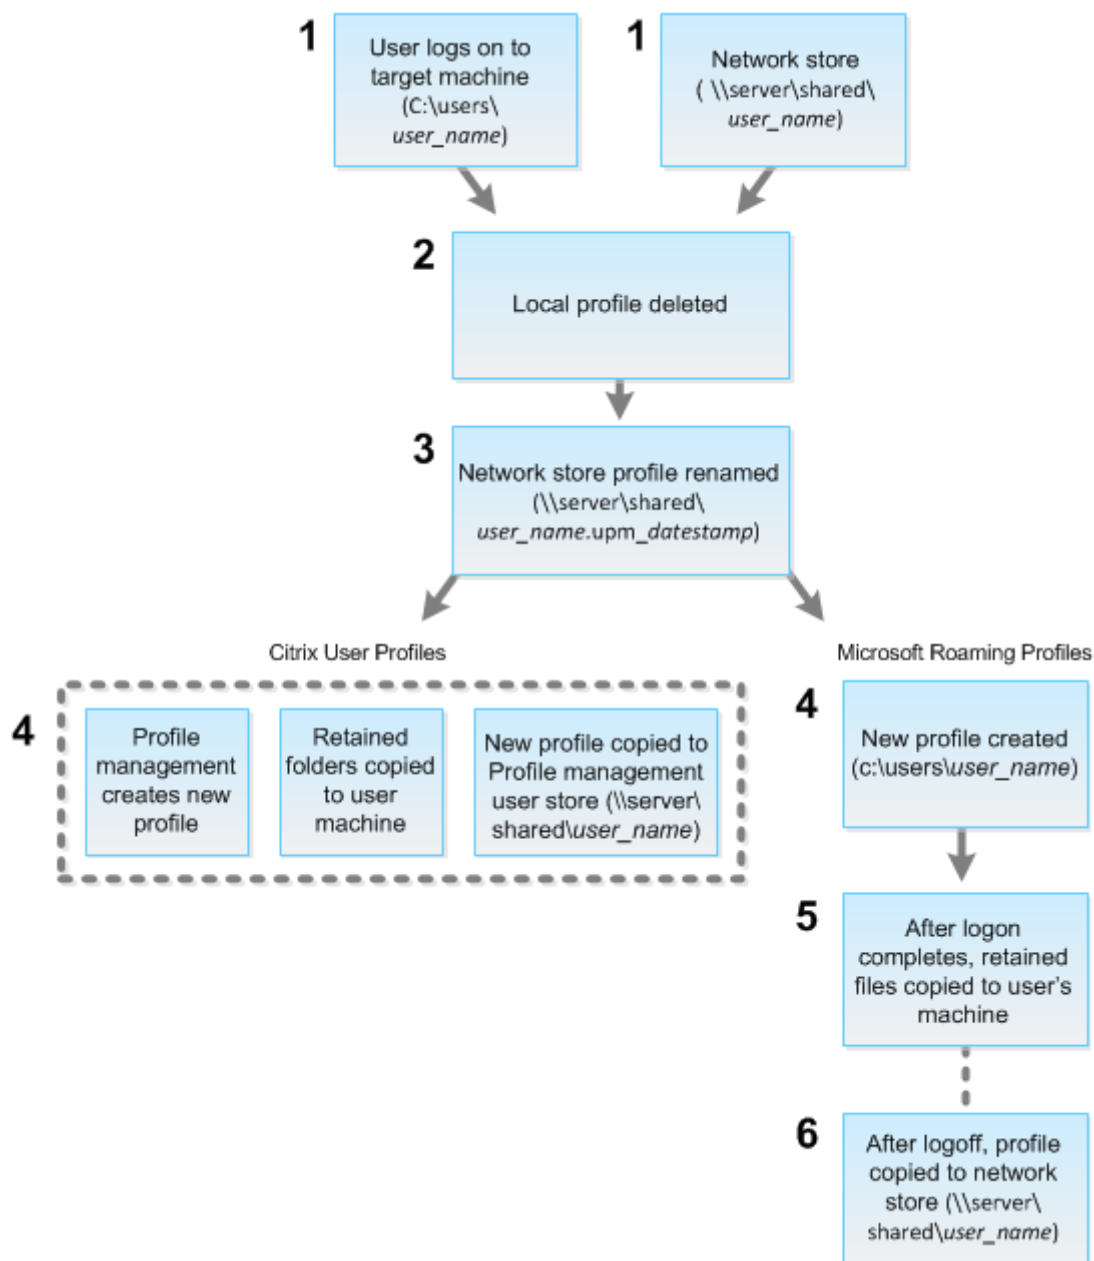 1
User logs on to
target machine
(C:\users\
user_name)
1
Network store
( \\server\shared\
user_name)
2
Local profile deleted
3
Network store profile renamed
(\\server\shared\
user_name.upm_datestamp)
Citrix User Profiles
4
Profile
management
creates new
profile
Retained
folders copied
to user
machine
New profile copied to
Profile management
user store (\\server\
shared\user_name)
Microsoft Roaming Profiles
4
New profile created
(c:\users\user_name)
5
After logon
completes, retained
files copied to user's
machine
6
After logoff, profile
copied to network
store (\\server\
shared\user_name)